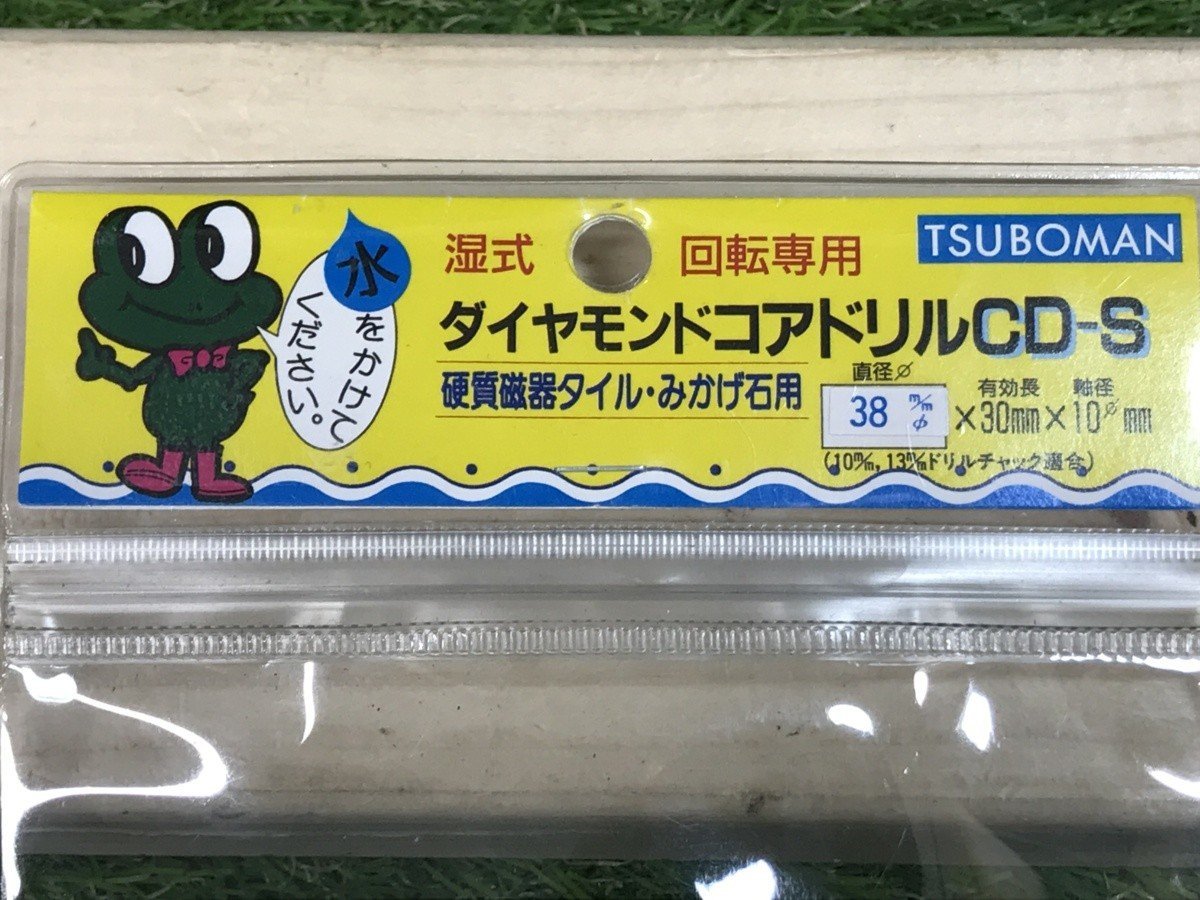 水をかけて
ください。
湿式 回転専用
TSUBOMAN
ダイヤモンドコアドリルCD-S
硬質磁器タイル・みかげ石用
直径⌀ 有効長 軸径
38 m/mφ ×30mm×10⌀mm
(10m/m,13m/mドリルチャック適合)